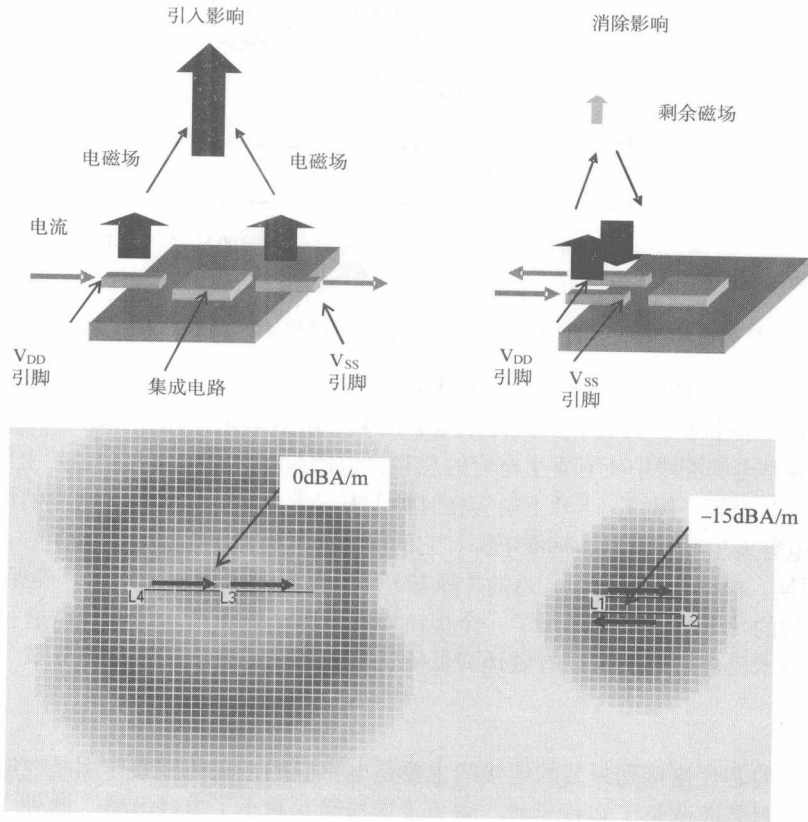 引入影响
消除影响
剩余磁场
电磁场
电磁场
电流
V_DD
引脚
集成电路
V_SS
引脚
V_DD
引脚
V_SS
引脚
0dBA/m
–15dBA/m
L4
L3
L1
L2